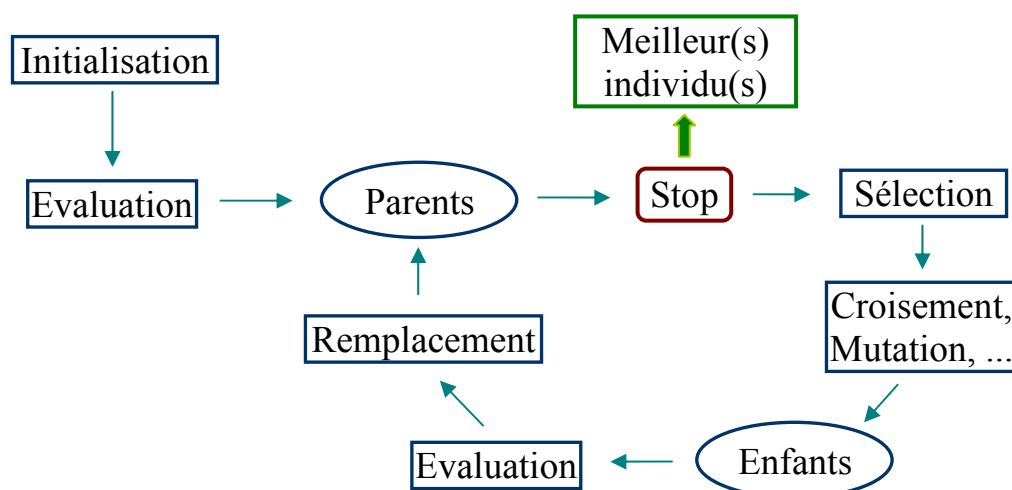 Initialisation
Meilleur(s)
individu(s)
Evaluation
Parents
Stop
Sélection
Croisement,
Mutation, ...
Remplacement
Evaluation
Enfants